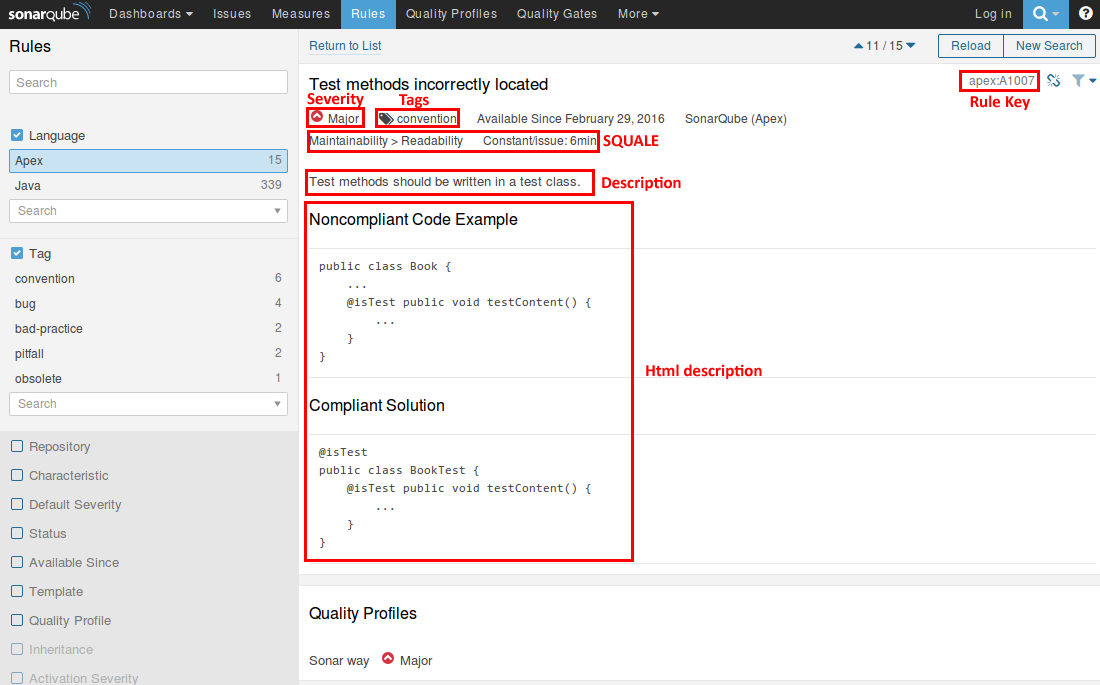 sonarqube Dashboards Issues Measures Rules Quality Profiles Quality Gates More Log in ?
Rules
Search
Language
Apex 15
Java 339
Search
Tag
convention 6
bug 4
bad-practice 2
pitfall 2
obsolete 1
Search
Repository
Characteristic
Default Severity
Status
Available Since
Template
Quality Profile
Inheritance
Activation Severity
Return to List 11 / 15 Reload New Search
Test methods incorrectly located apex:A1007
Severity Tags Rule Key
Major convention Available Since February 29, 2016 SonarQube (Apex)
Maintainability > Readability Constant/issue: 6min SQUALE
Test methods should be written in a test class. Description
Noncompliant Code Example
public class Book {
...
@isTest public void testContent() {
...
}
}
Html description
Compliant Solution
@isTest
public class BookTest {
@isTest public void testContent() {
...
}
}
Quality Profiles
Sonar way Major